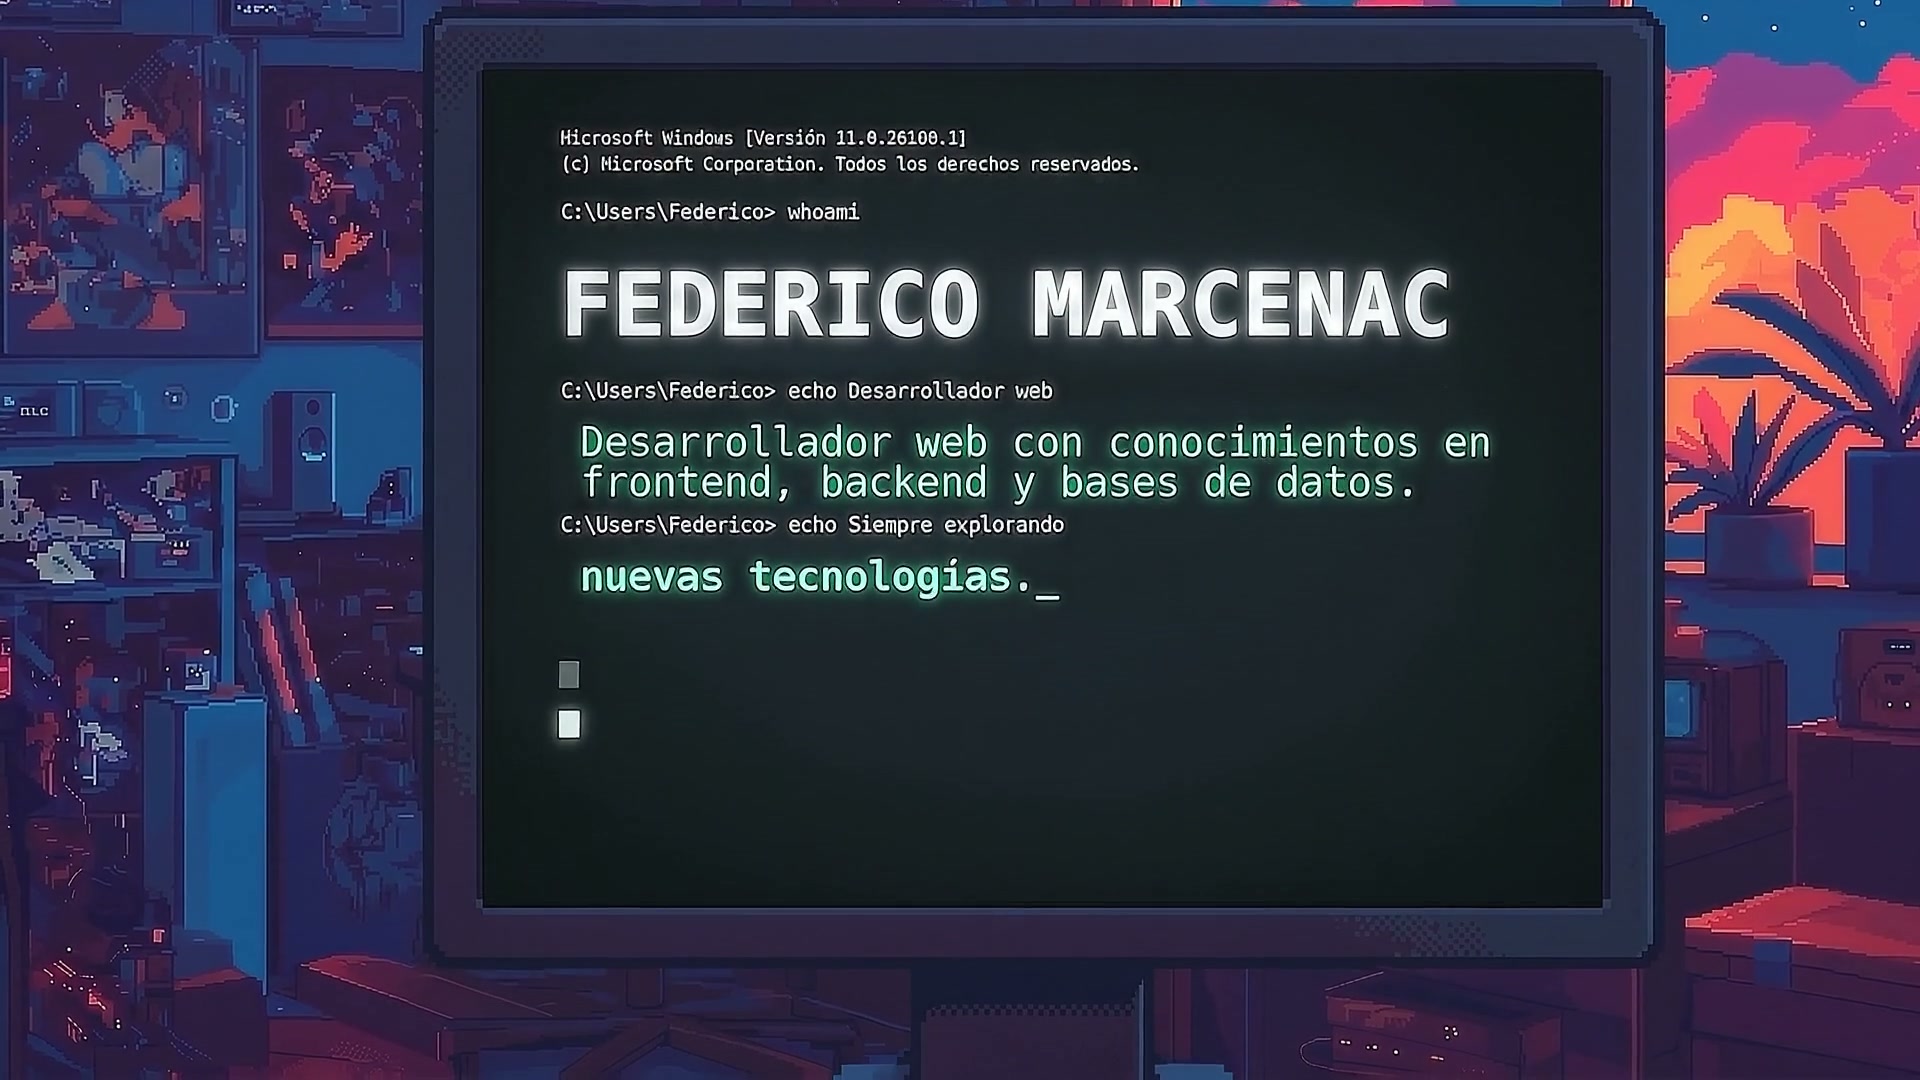 Microsoft Windows [Versión 11.0.26100.1]
(c) Microsoft Corporation. Todos los derechos reservados.
C:\Users\Federico> whoami
FEDERICO MARCENAC
C:\Users\Federico> echo Desarrollador web
Desarrollador web con conocimientos en
frontend, backend y bases de datos.
C:\Users\Federico> echo Siempre explorando
nuevas tecnologías._